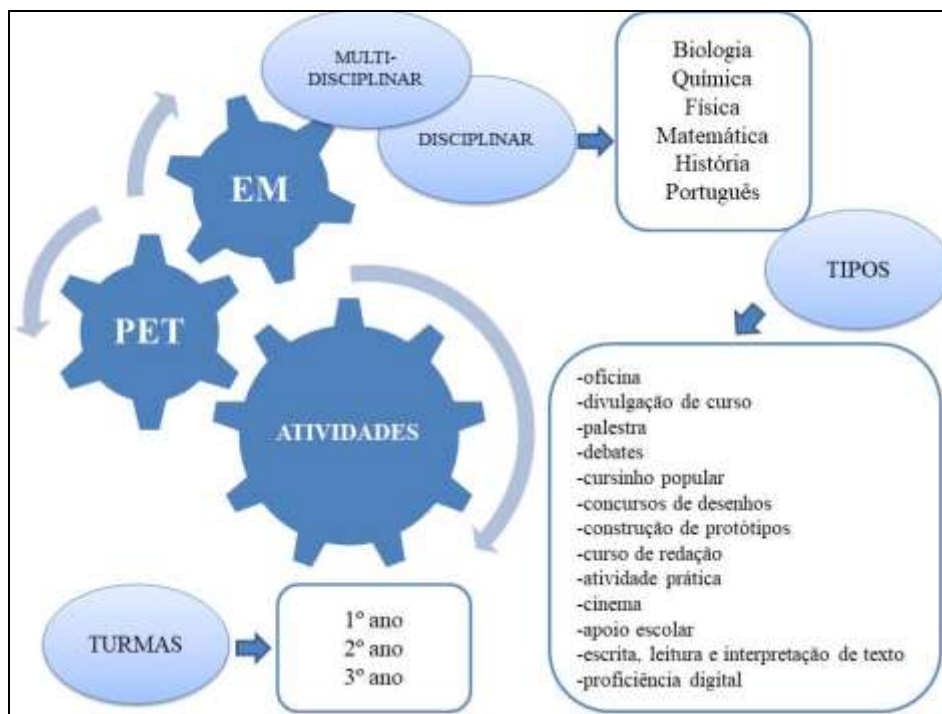 MULTI-
DISCIPLINAR
DISCIPLINAR
Biologia
Química
Física
Matemática
História
Português
EM
PET
ATIVIDADES
TIPOS
-oficina
-divulgação de curso
-palestra
-debates
-cursinho popular
-concursos de desenhos
-construção de protótipos
-curso de redação
-atividade prática
-cinema
-apoio escolar
-escrita, leitura e interpretação de texto
-proficiência digital
TURMAS
1º ano
2º ano
3º ano